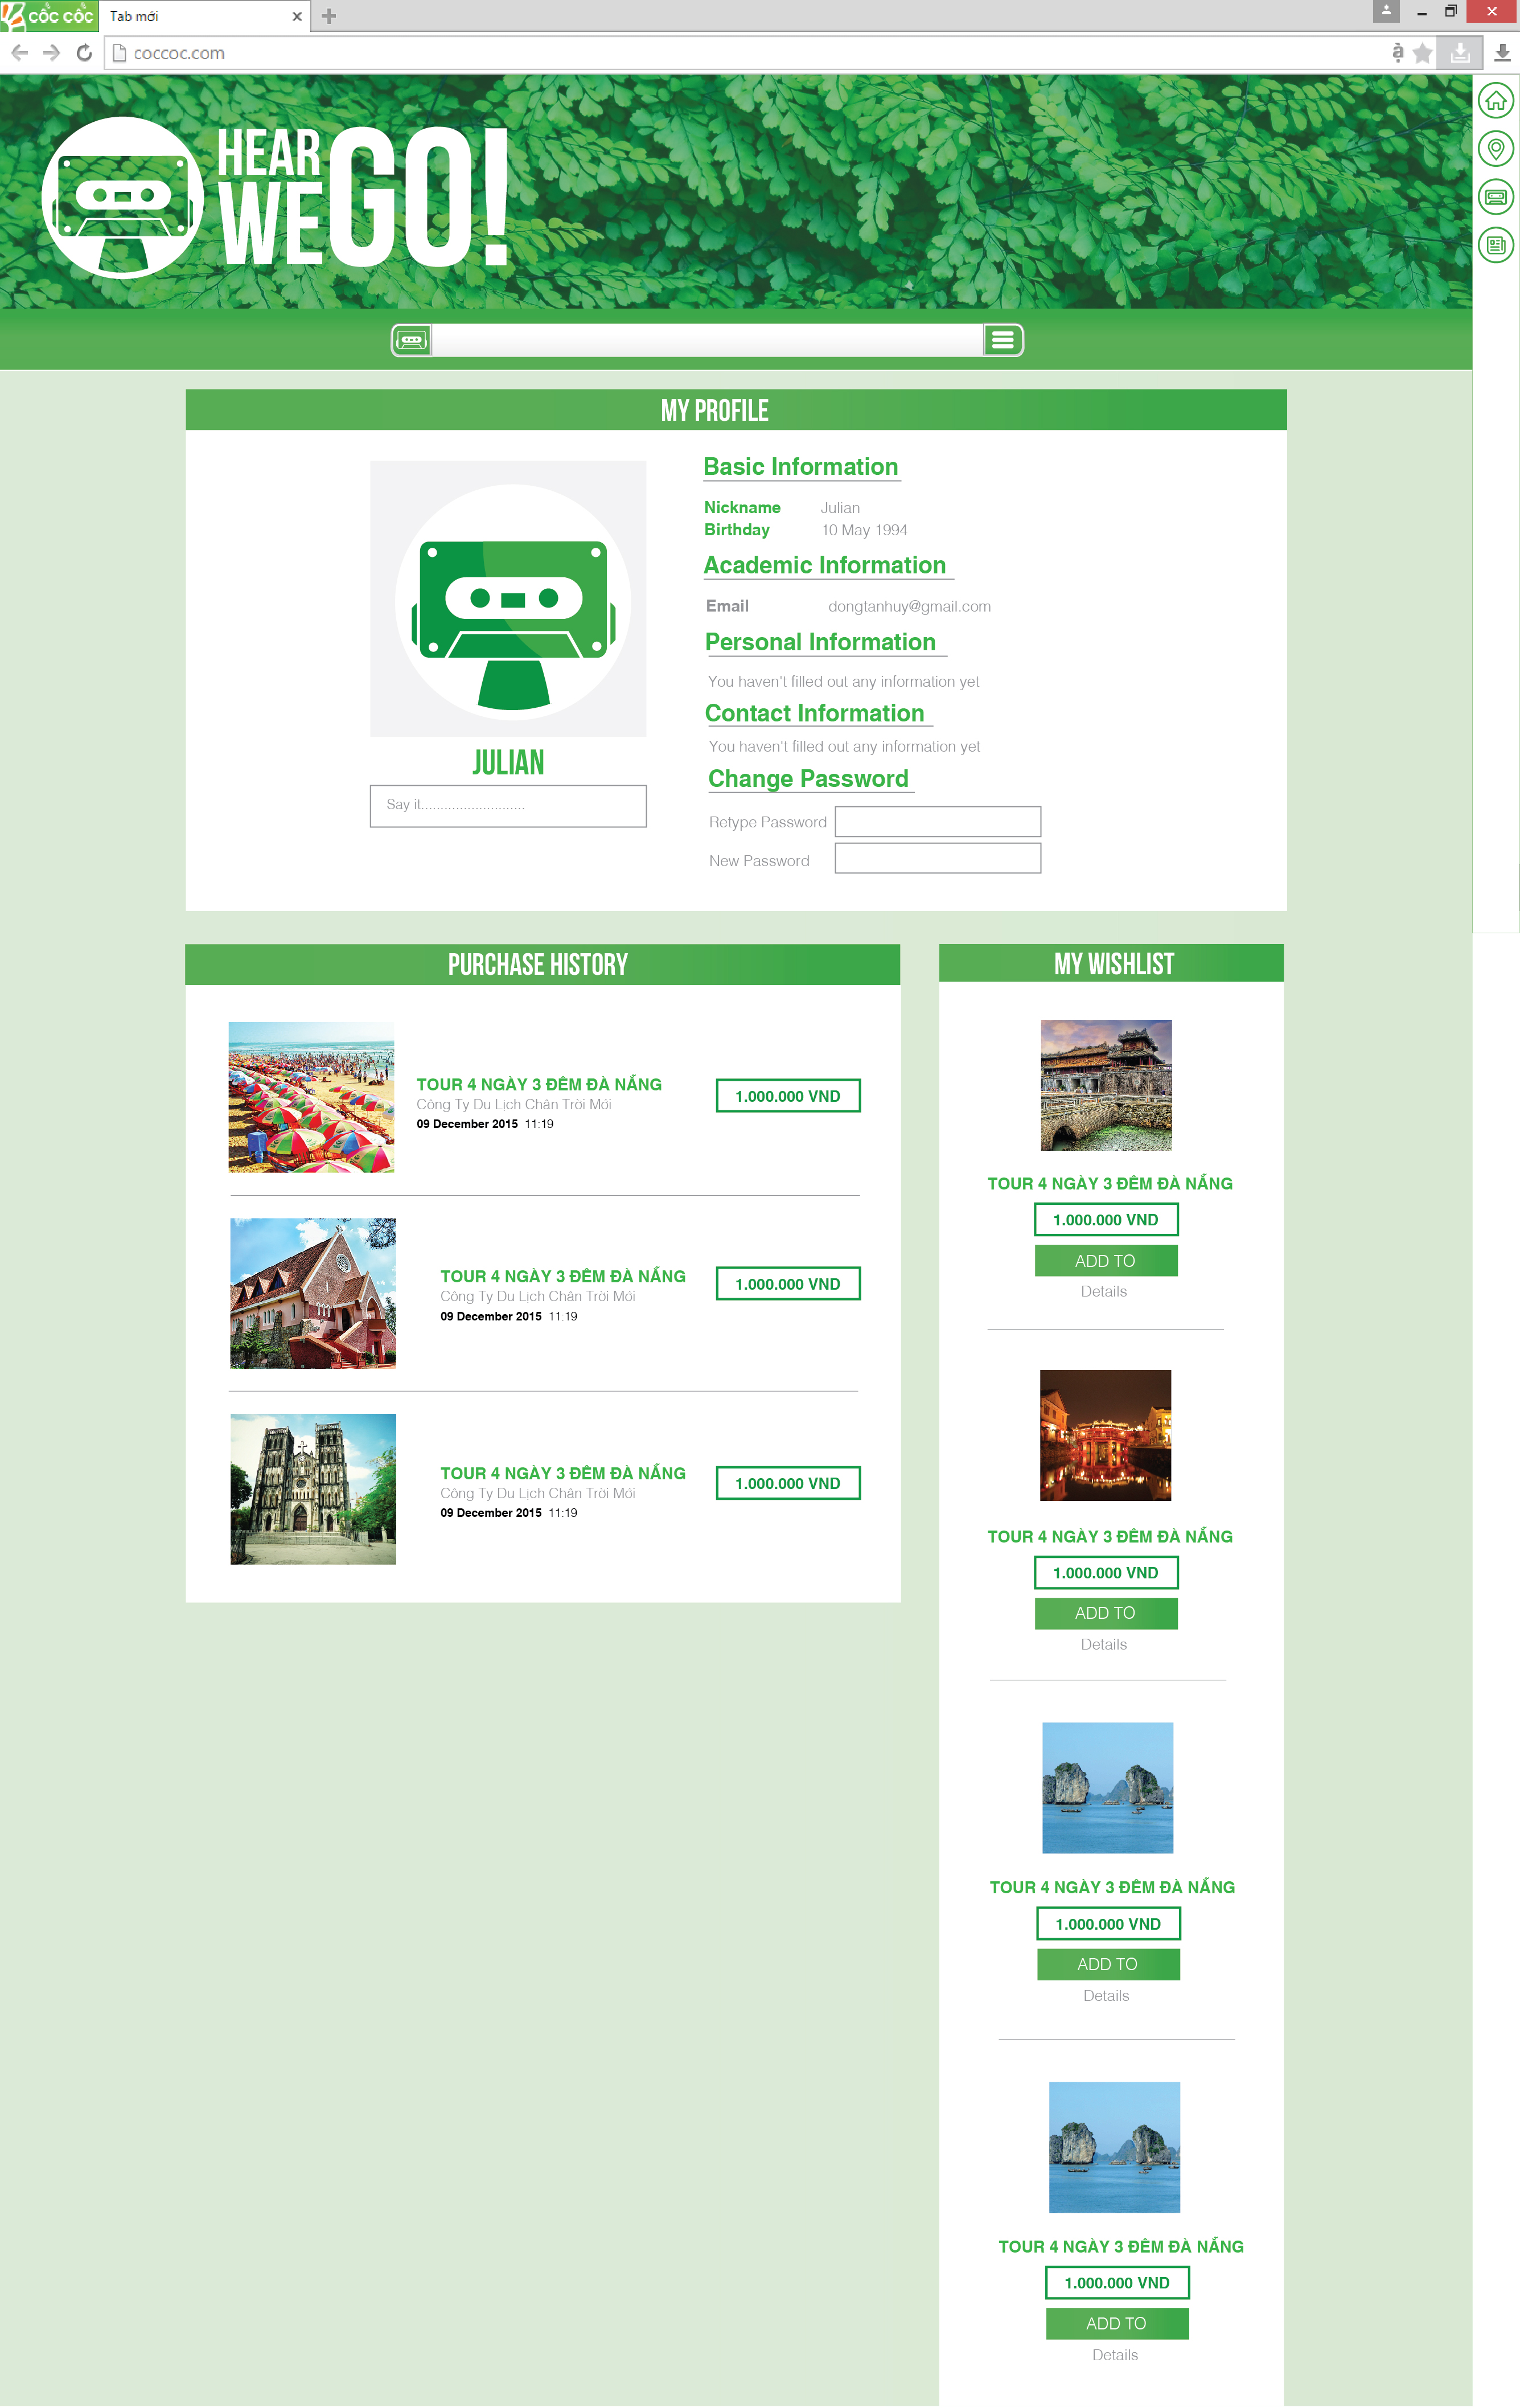 cốc cốc
Tab mới
coccoc.com
HEAR
WE GO!
MY PROFILE
Basic Information
Nickname Julian
Birthday 10 May 1994
Academic Information
Email dongtanhuy@gmail.com
Personal Information
You haven't filled out any information yet
Contact Information
You haven't filled out any information yet
Change Password
Retype Password
New Password
JULIAN
Say it...........................
PURCHASE HISTORY
TOUR 4 NGÀY 3 ĐÊM ĐÀ NẴNG
Công Ty Du Lịch Chân Trời Mới
09 December 2015 11:19
1.000.000 VND
TOUR 4 NGÀY 3 ĐÊM ĐÀ NẴNG
Công Ty Du Lịch Chân Trời Mới
09 December 2015 11:19
1.000.000 VND
TOUR 4 NGÀY 3 ĐÊM ĐÀ NẴNG
Công Ty Du Lịch Chân Trời Mới
09 December 2015 11:19
1.000.000 VND
MY WISHLIST
TOUR 4 NGÀY 3 ĐÊM ĐÀ NẴNG
1.000.000 VND
ADD TO
Details
TOUR 4 NGÀY 3 ĐÊM ĐÀ NẴNG
1.000.000 VND
ADD TO
Details
TOUR 4 NGÀY 3 ĐÊM ĐÀ NẴNG
1.000.000 VND
ADD TO
Details
TOUR 4 NGÀY 3 ĐÊM ĐÀ NẴNG
1.000.000 VND
ADD TO
Details